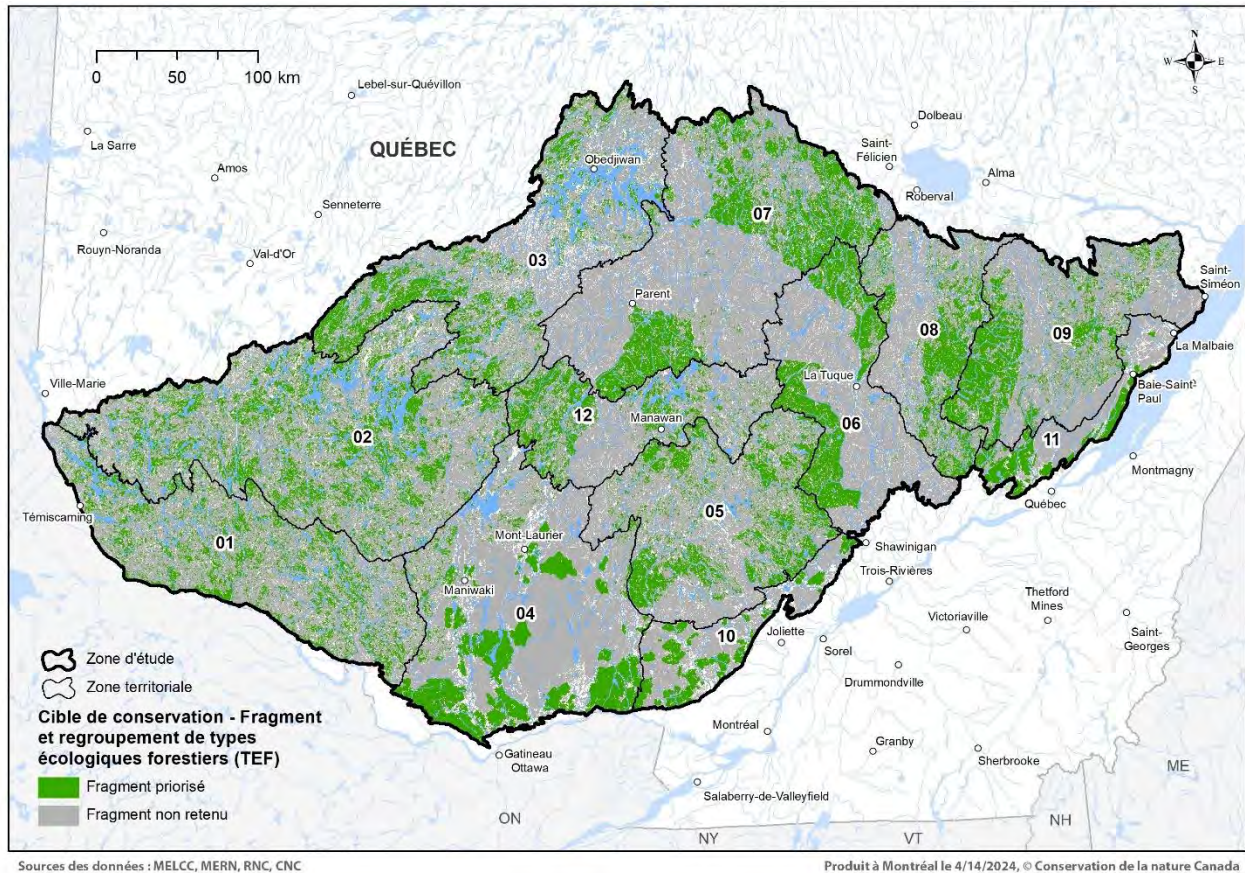 N
W E
S
0 50 100 km
Lebel-sur-Quévillon
La Sarre
QUÉBEC
Amos
Senneterre
Rouyn-Noranda
Val-d'Or
Obedjiwan
Dolbeau
Saint-
Félicien
Alma
Roberval
07
03
Saint-
Siméon
Parent
08
09
La Malbaie
Ville-Marie
La Tuque
Baie-Saint-
Paul
12
Manawan
06
02
11
Montmagny
Québec
Témiscaming
01
05
Mont-Laurier
Shawinigan
Trois-Rivières
Maniwaki
04
Thetford
Mines
Victoriaville
10
Joliette
Sorel
Saint-
Georges
Drummondville
Montréal
Granby
Sherbrooke
Gatineau
Ottawa
Salaberry-de-Valleyfield
ME
ON
NY
VT
NH
Zone d'étude
Zone territoriale
Cible de conservation - Fragment
et regroupement de types
écologiques forestiers (TEF)
Fragment priorisé
Fragment non retenu
Sources des données : MELCC, MERN, RNC, CNC
Produit à Montréal le 4/14/2024, © Conservation de la nature Canada